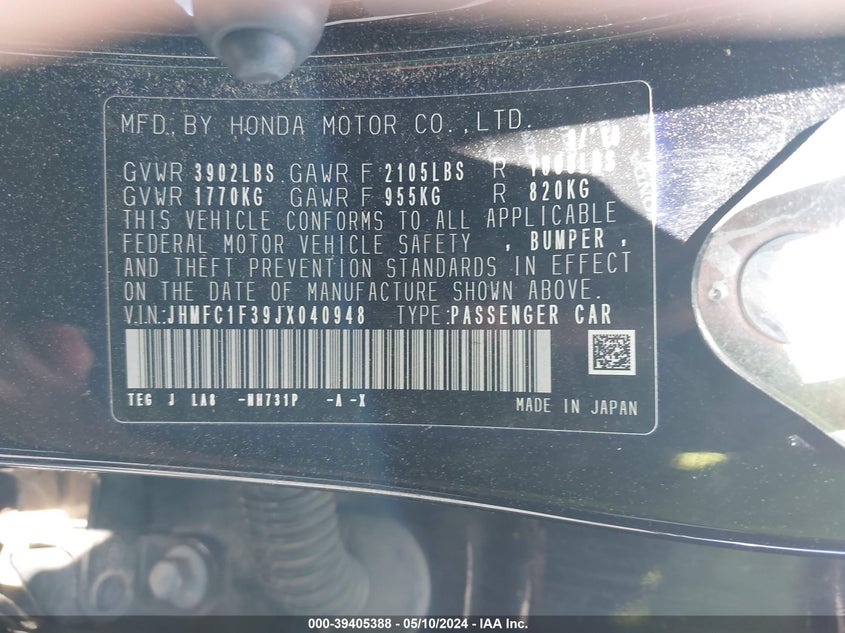 MFD. BY HONDA MOTOR CO., LTD.
GVWR 3902LBS GAWR F 2105LBS R
GVWR 1770KG GAWR F 955KG R 820KG
THIS VEHICLE CONFORMS TO ALL APPLICABLE
FEDERAL MOTOR VEHICLE SAFETY , BUMPER ,
AND THEFT PREVENTION STANDARDS IN EFFECT
ON THE DATE OF MANUFACTURE SHOWN ABOVE.
VIN: JHMFC1F39JX040948 TYPE: PASSENGER CAR
TEG J LA8 -NH731P -A -X
MADE IN JAPAN
000-39405388 - 05/10/2024 - IAA Inc.